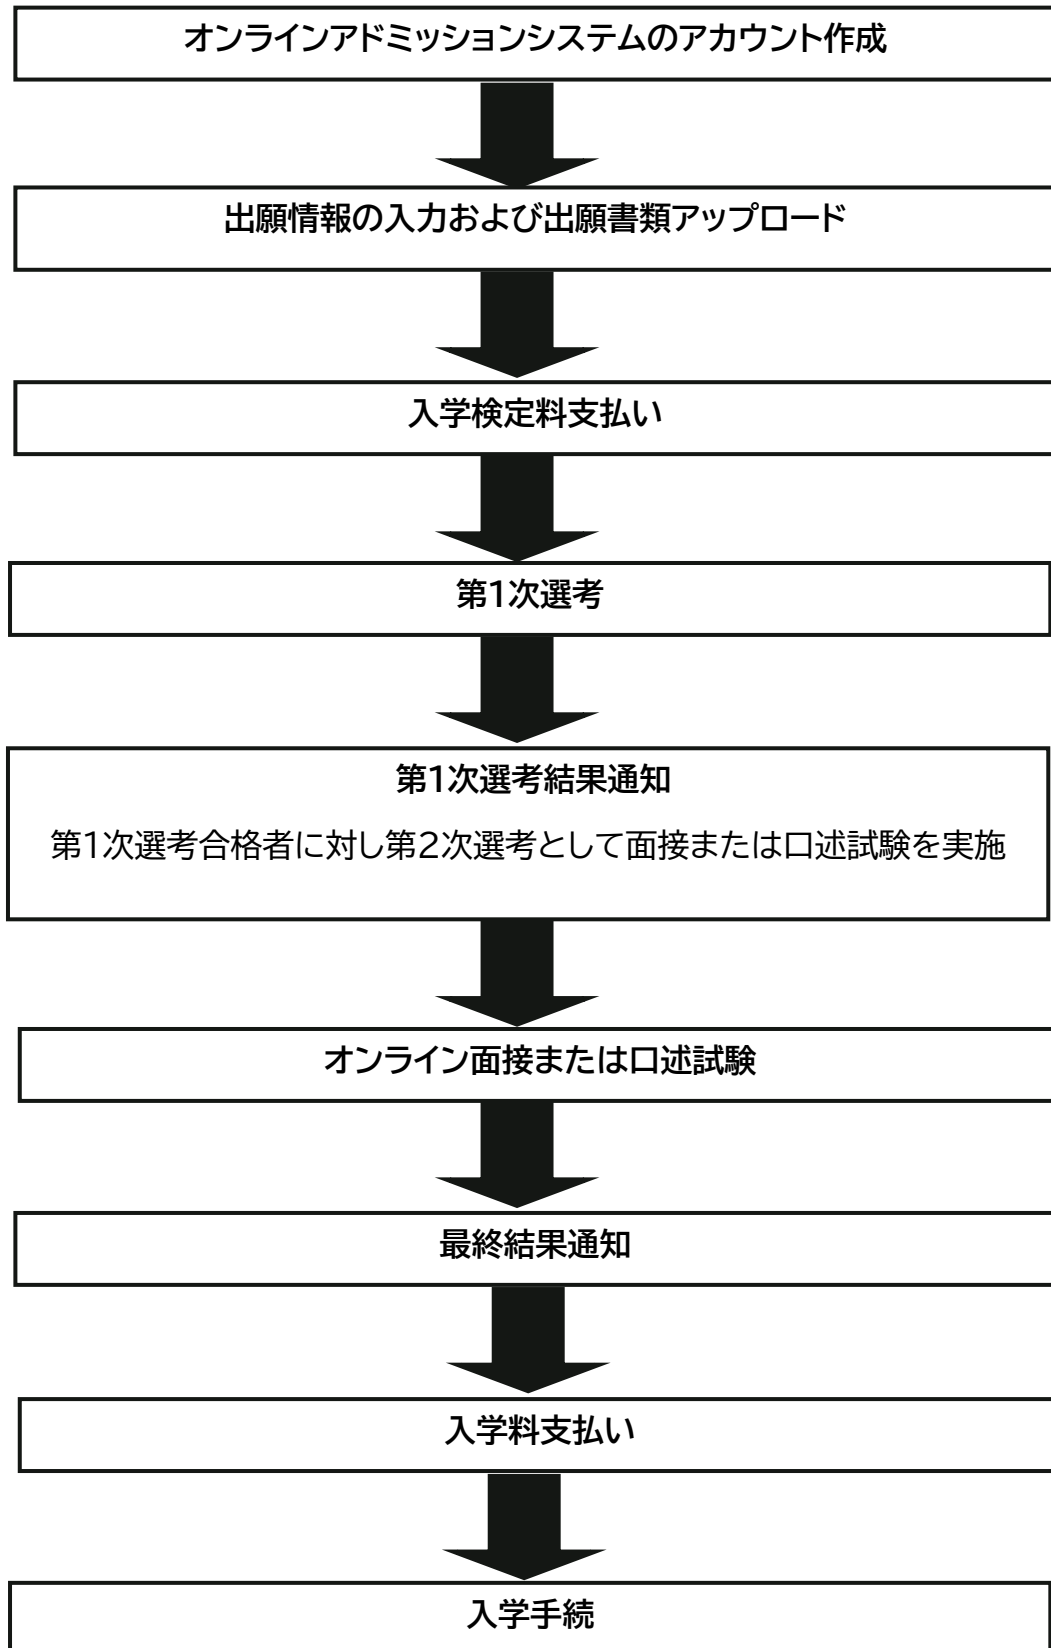 オンラインアドミッションシステムのアカウント作成
出願情報の入力および出願書類アップロード
入学検定料支払い
第1次選考
第1次選考結果通知
第1次選考合格者に対し第2次選考として面接または口述試験を実施
オンライン面接または口述試験
最終結果通知
入学料支払い
入学手続